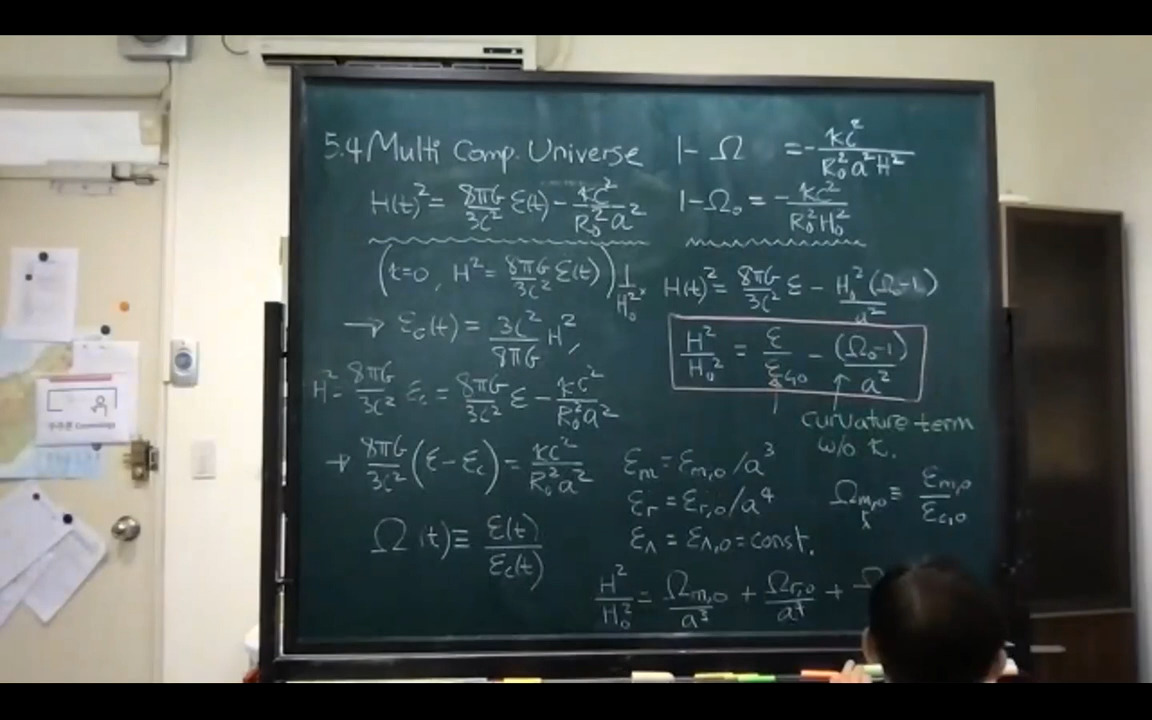 5.4 Multi Comp. Universe
H(t)² = 8πG/3c² ε(t) − κc²/R₀²a²
(κ=0, H² = 8πG/3c² ε(t)) 1/H₀² ×
→ ε_c(t) = 3c²/8πG H²,
H² = 8πG/3c² ε_c = 8πG/3c² ε − κc²/R₀²a²
→ 8πG/3c² (ε − ε_c) = κc²/R₀²a²
Ω(t) ≡ ε(t)/ε_c(t)
1−Ω = −κc²/R₀²a²H²
1−Ω₀ = −κc²/R₀²H₀²
H(t)² = 8πG/3c² ε − H₀²(Ω₀−1)/a²
H²/H₀² = ε/ε_c,0 − (Ω₀−1)/a²
curvature term
w/o κ.
ε_m = ε_m,0/a³
ε_r = ε_r,0/a⁴
ε_Λ = ε_Λ,0 = const.
Ω_m,0 ≡ ε_m,0/ε_c,0
H²/H₀² = Ω_m,0/a³ + Ω_r,0/a⁴ + Ω
우주론 Cosmology